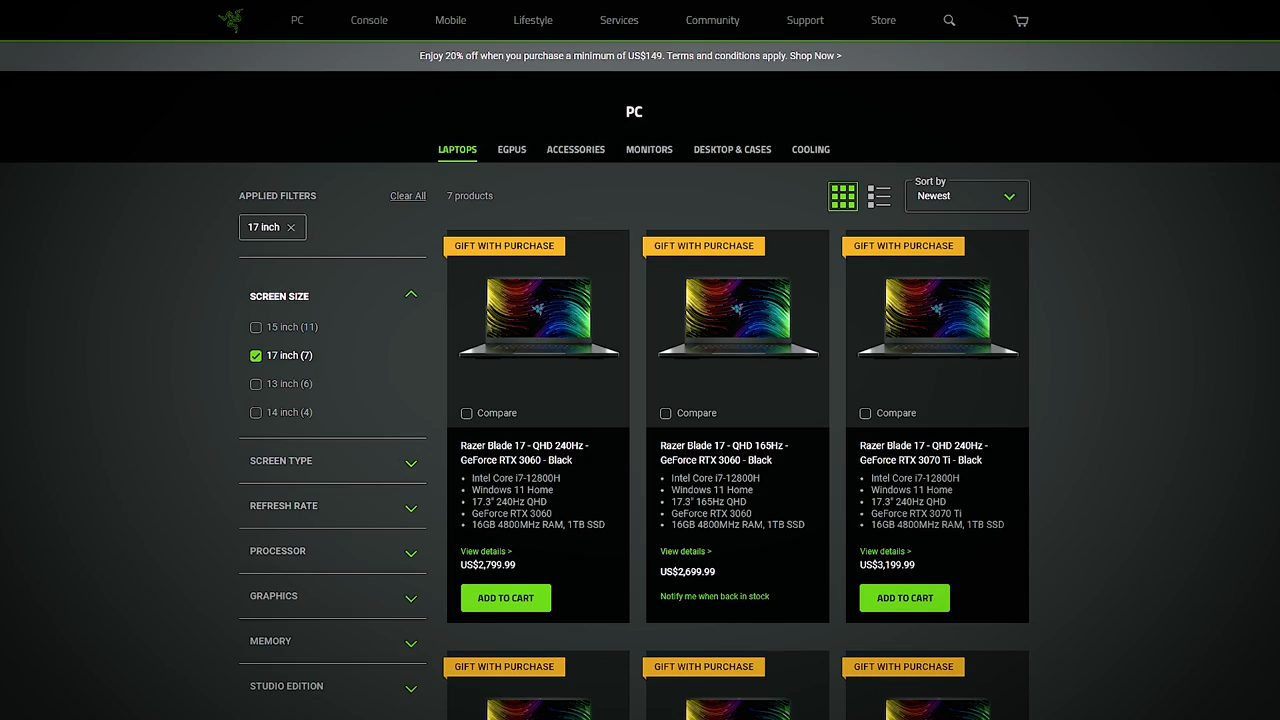 PC
Console
Mobile
Lifestyle
Services
Community
Support
Store
Enjoy 20% off when you purchase a minimum of US$149. Terms and conditions apply. Shop Now >
PC
LAPTOPS
EGPUS
ACCESSORIES
MONITORS
DESKTOP & CASES
COOLING
APPLIED FILTERS
Clear All
17 inch
SCREEN SIZE
15 inch (11)
17 inch (7)
13 inch (6)
14 inch (4)
SCREEN TYPE
REFRESH RATE
PROCESSOR
GRAPHICS
MEMORY
STUDIO EDITION
7 products
Sort by
Newest
GIFT WITH PURCHASE
Compare
Razer Blade 17 - QHD 240Hz -
GeForce RTX 3060 - Black
• Intel Core i7-12800H
• Windows 11 Home
• 17.3" 240Hz QHD
• GeForce RTX 3060
• 16GB 4800MHz RAM, 1TB SSD
View details >
US$2,799.99
ADD TO CART
GIFT WITH PURCHASE
Compare
Razer Blade 17 - QHD 165Hz -
GeForce RTX 3060 - Black
• Intel Core i7-12800H
• Windows 11 Home
• 17.3" 165Hz QHD
• GeForce RTX 3060
• 16GB 4800MHz RAM, 1TB SSD
View details >
US$2,699.99
Notify me when back in stock
GIFT WITH PURCHASE
Compare
Razer Blade 17 - QHD 240Hz -
GeForce RTX 3070 Ti - Black
• Intel Core i7-12800H
• Windows 11 Home
• 17.3" 240Hz QHD
• GeForce RTX 3070 Ti
• 16GB 4800MHz RAM, 1TB SSD
View details >
US$3,199.99
ADD TO CART
GIFT WITH PURCHASE
GIFT WITH PURCHASE
GIFT WITH PURCHASE